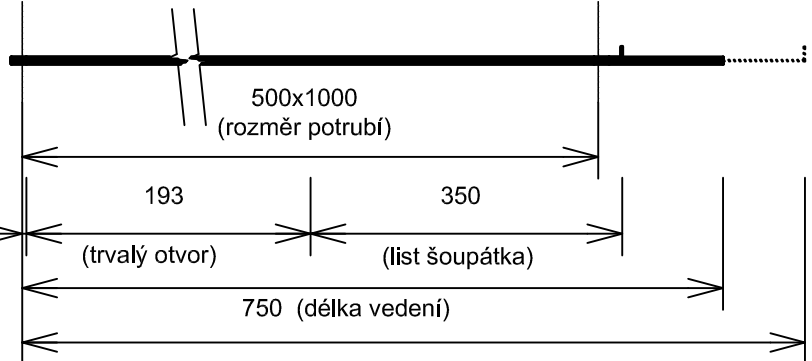 500x1000
(rozměr potrubí)
193
350
(trvalý otvor)
(list šoupátka)
750 (délka vedení)